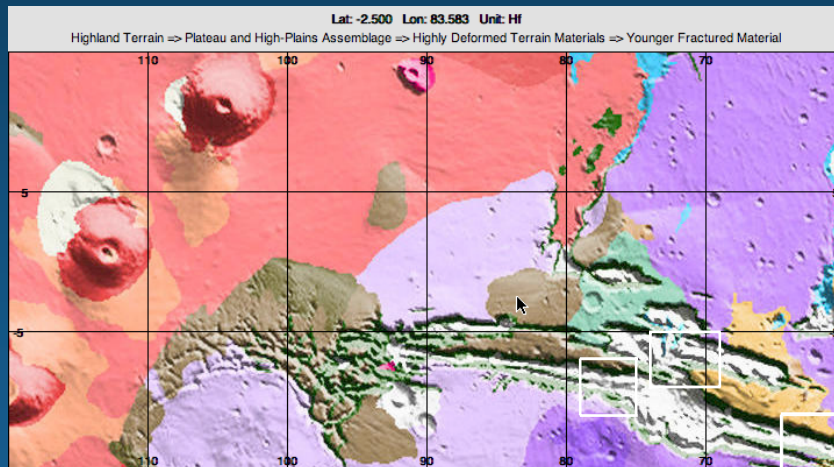 Lat: -2.500 Lon: 83.583 Unit: Hf
Highland Terrain => Plateau and High-Plains Assemblage => Highly Deformed Terrain Materials => Younger Fractured Material
110 100 90 80 70
5
-5
110 100 90 80 70